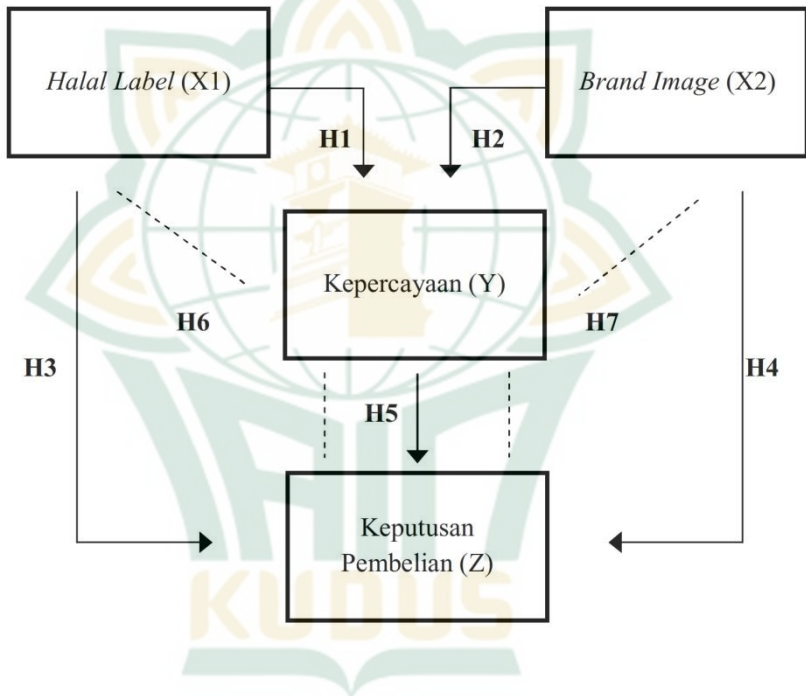 Halal Label (X1)
Brand Image (X2)
H1
H2
Kepercayaan (Y)
H6
H7
H3
H4
H5
Keputusan
Pembelian (Z)
KUDUS